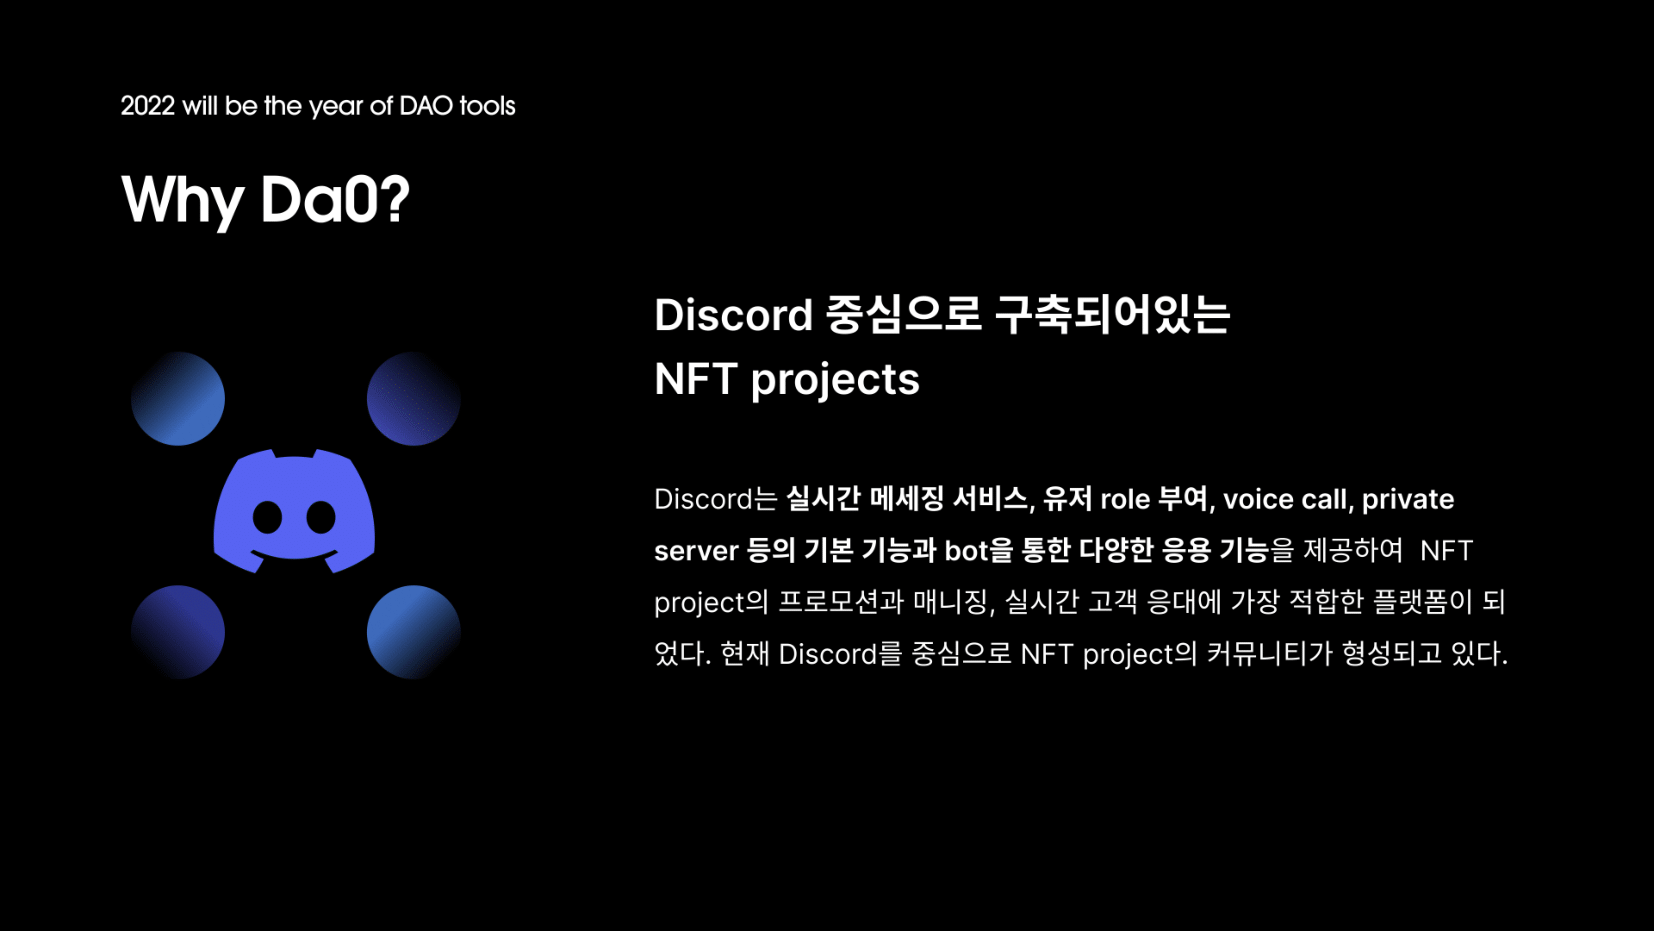 2022 will be the year of DAO tools
Why Da0?
Discord 중심으로 구축되어있는
NFT projects
Discord는 실시간 메세징 서비스, 유저 role 부여, voice call, private
server 등의 기본 기능과 bot을 통한 다양한 응용 기능을 제공하여 NFT
project의 프로모션과 매니징, 실시간 고객 응대에 가장 적합한 플랫폼이 되
었다. 현재 Discord를 중심으로 NFT project의 커뮤니티가 형성되고 있다.